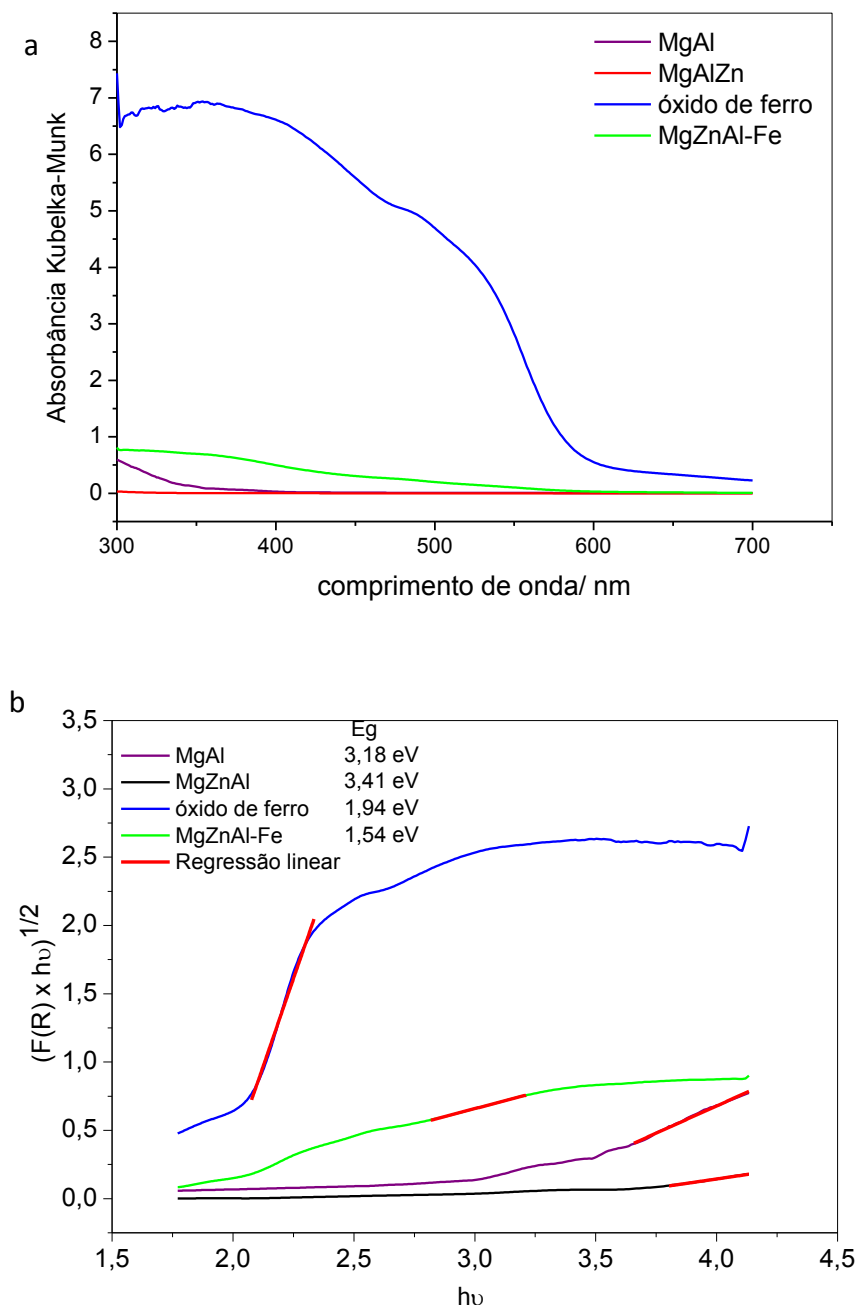 a
8
7
6
5
4
3
2
1
0
Absorbância Kubelka-Munk
MgAl
MgAlZn
óxido de ferro
MgZnAl-Fe
300 400 500 600 700
comprimento de onda/ nm
b
3,5
3,0
2,5
2,0
1,5
1,0
0,5
0,0
(F(R) x hυ)1/2
Eg
MgAl 3,18 eV
MgZnAl 3,41 eV
óxido de ferro 1,94 eV
MgZnAl-Fe 1,54 eV
Regressão linear
1,5 2,0 2,5 3,0 3,5 4,0 4,5
hυ